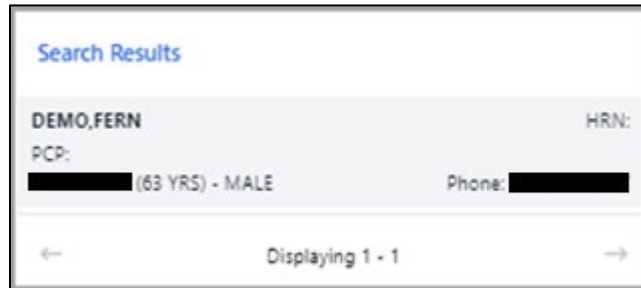 Search Results
DEMO,FERN HRN:
PCP:
(63 YRS) - MALE Phone:
← Displaying 1 - 1 →